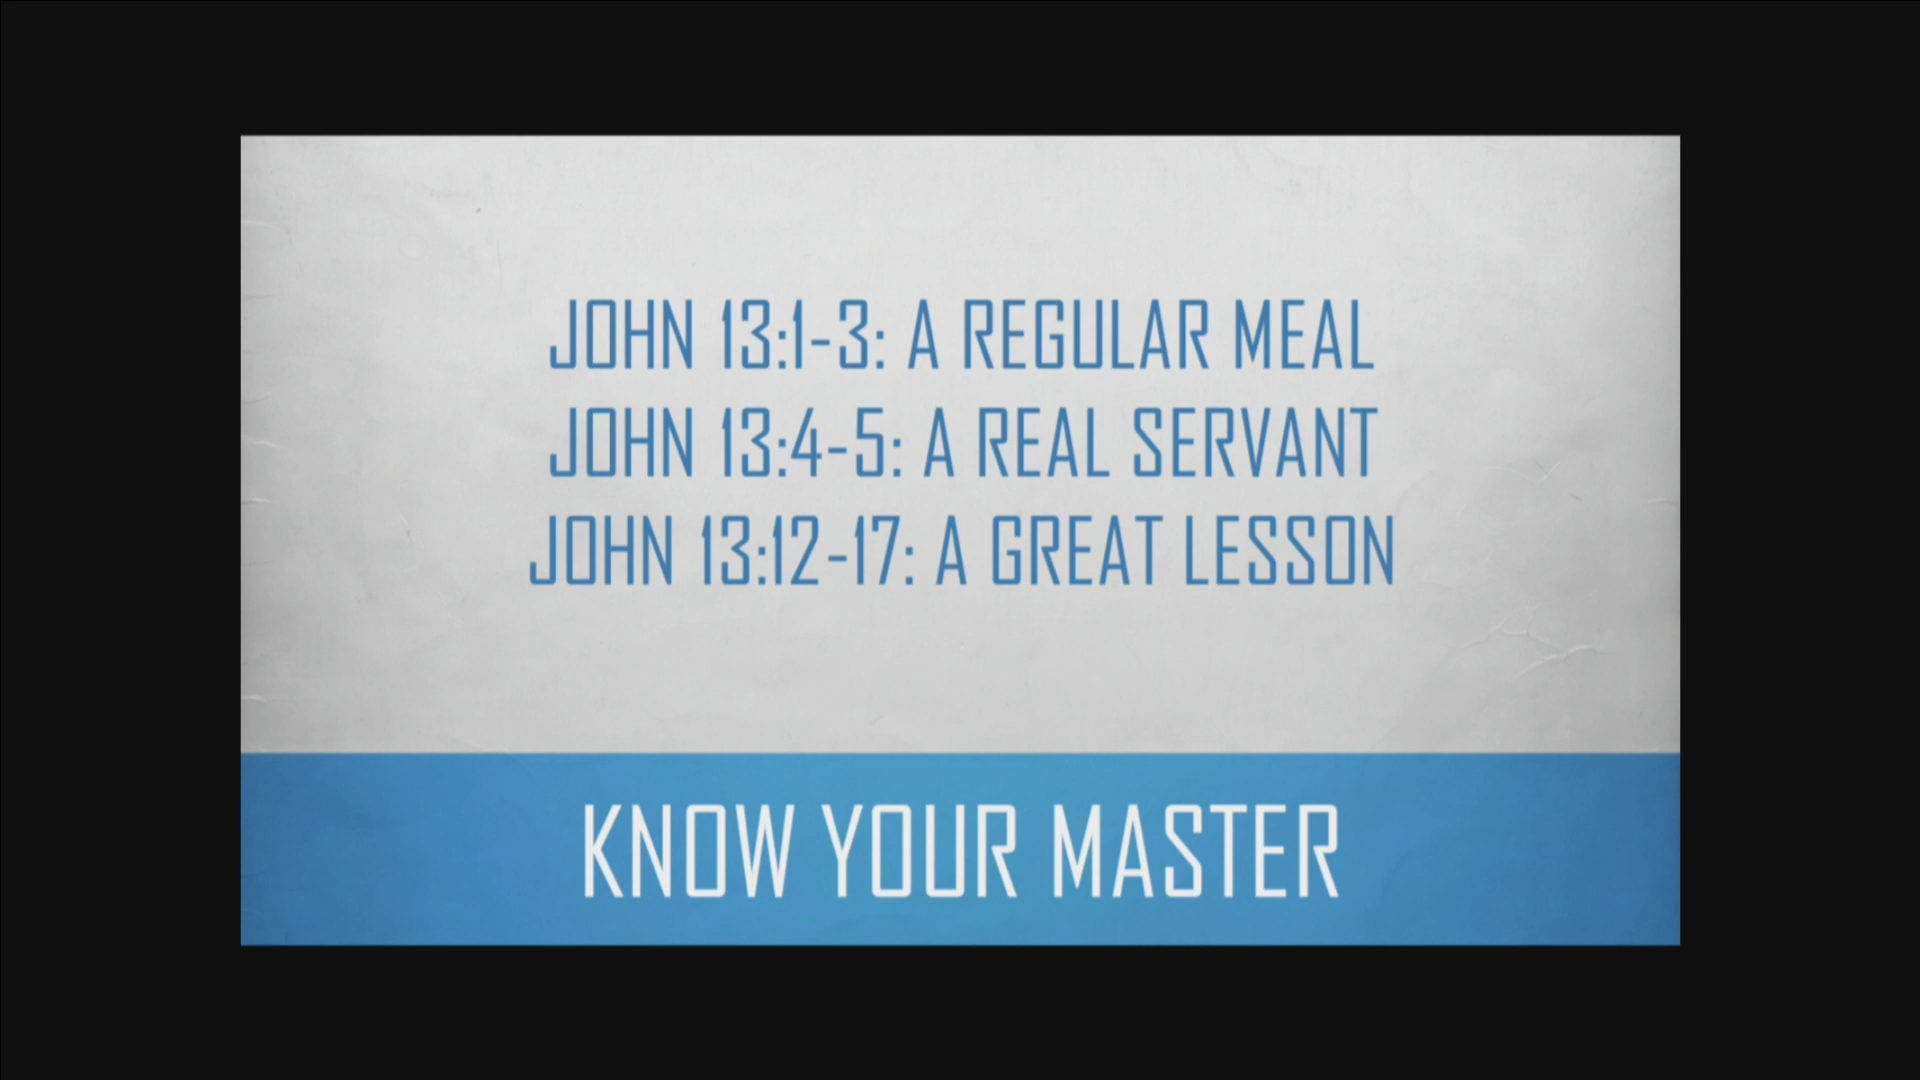 JOHN 13:1-3: A REGULAR MEAL
JOHN 13:4-5: A REAL SERVANT
JOHN 13:12-17: A GREAT LESSON
KNOW YOUR MASTER